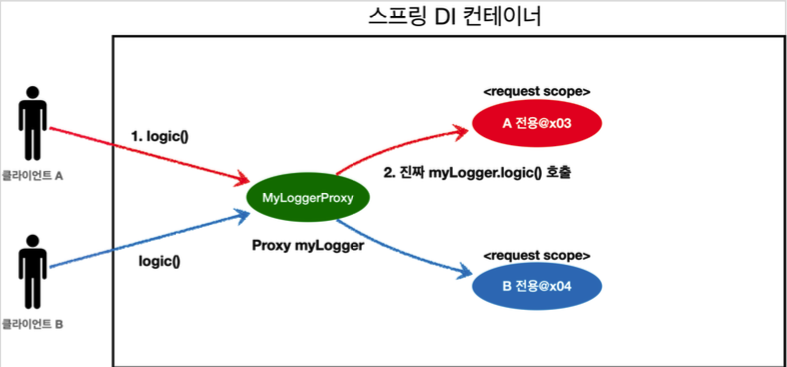 스프링 DI 컨테이너
<request scope>
A 전용@x03
1. logic()
2. 진짜 myLogger.logic() 호출
클라이언트 A
MyLoggerProxy
Proxy myLogger
logic()
<request scope>
B 전용@x04
클라이언트 B